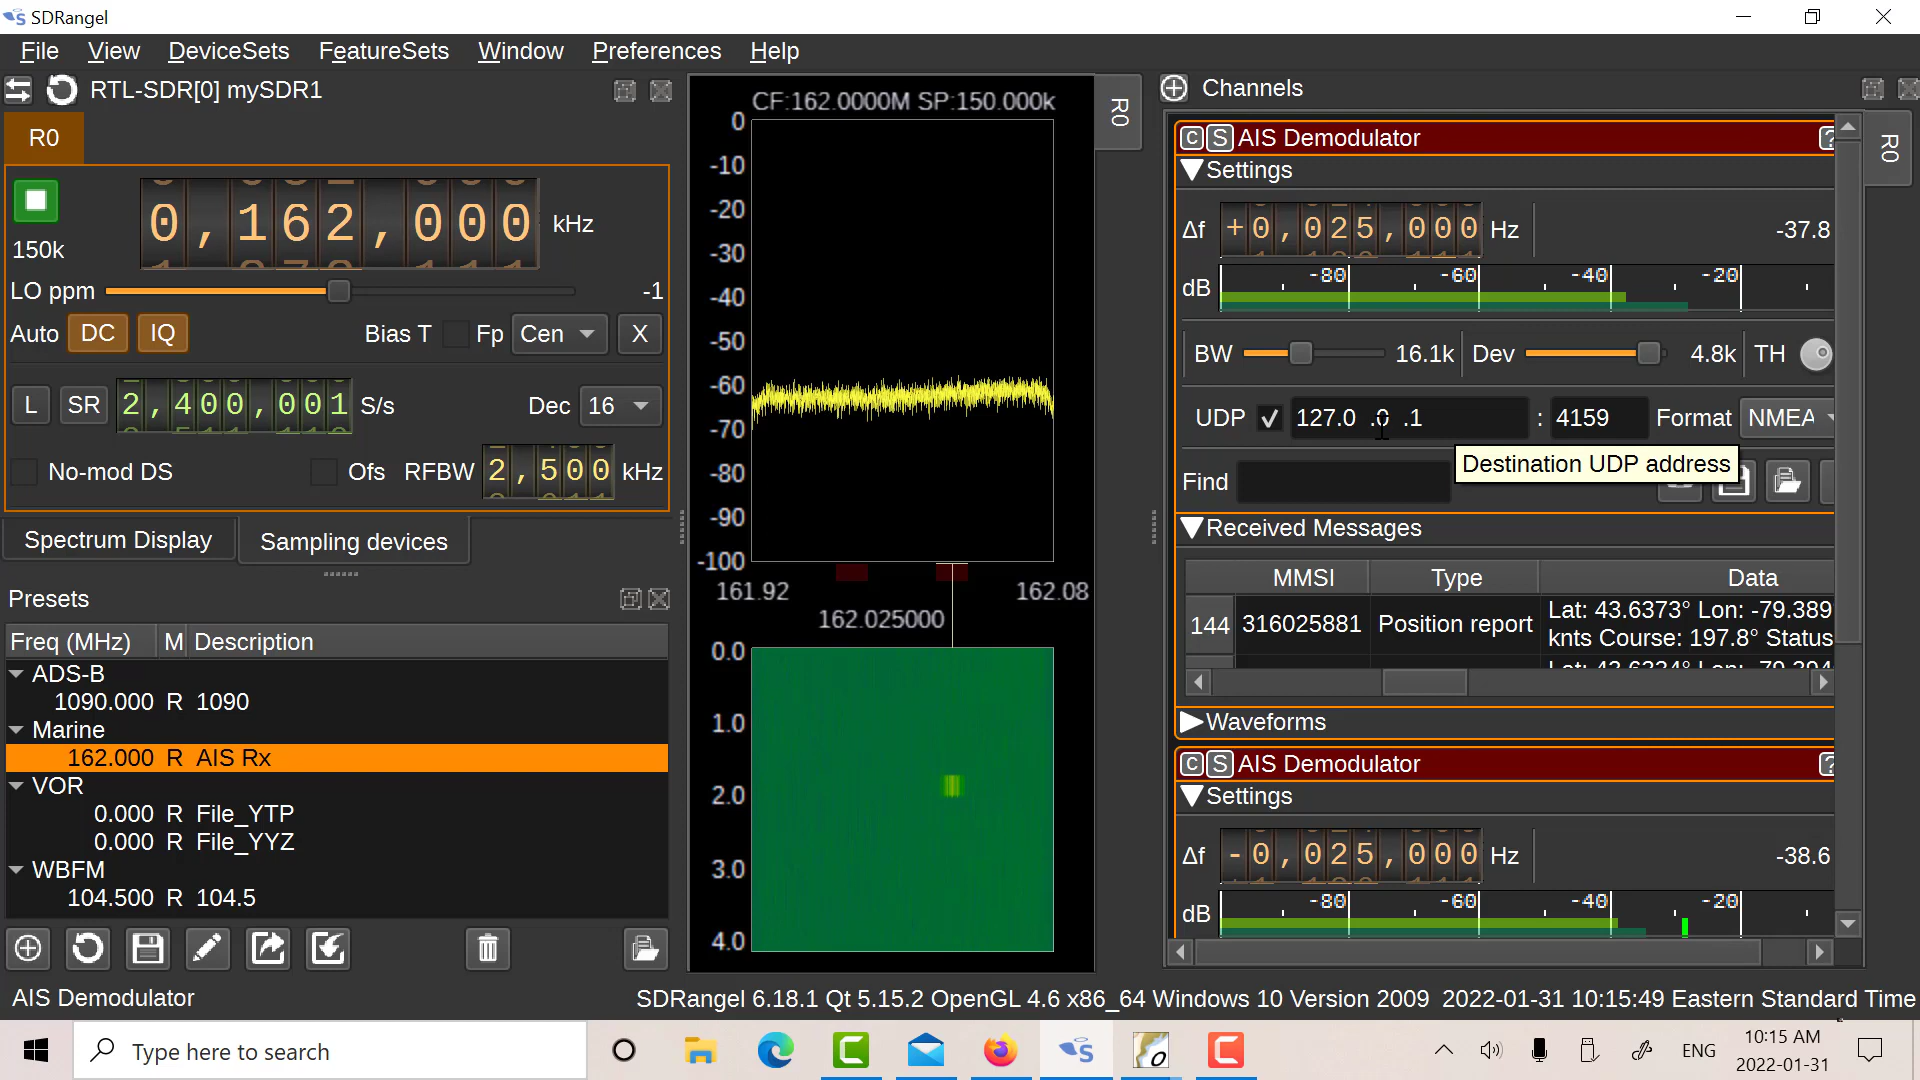 SDRangel
File View DeviceSets FeatureSets Window Preferences Help
RTL-SDR[0] mySDR1
R0
0,162,000 kHz
150k
LO ppm -1
Auto DC IQ Bias T Fp Cen X
L SR 2,400,001 S/s Dec 16
No-mod DS Ofs RFBW 2,500 kHz
Spectrum Display Sampling devices
Presets
Freq (MHz) M Description
ADS-B
1090.000 R 1090
Marine
162.000 R AIS Rx
VOR
0.000 R File_YTP
0.000 R File_YYZ
WBFM
104.500 R 104.5
AIS Demodulator
CF:162.0000M SP:150.000k
0
-10
-20
-30
-40
-50
-60
-70
-80
-90
-100
161.92 162.08
162.025000
0.0
1.0
2.0
3.0
4.0
R0
Channels
R0
C S AIS Demodulator ?
Settings
Δf +0,025,000 Hz -37.8
dB -80 -60 -40 -20
BW 16.1k Dev 4.8k TH
UDP 127.0 .0 .1 : 4159 Format NMEA
Destination UDP address
Find
Received Messages
MMSI Type Data
144 316025881 Position report Lat: 43.6373° Lon: -79.389
knts Course: 197.8° Status
Waveforms
C S AIS Demodulator ?
Settings
Δf -0,025,000 Hz -38.6
dB -80 -60 -40 -20
SDRangel 6.18.1 Qt 5.15.2 OpenGL 4.6 x86_64 Windows 10 Version 2009 2022-01-31 10:15:49 Eastern Standard Time
Type here to search
ENG
10:15 AM
2022-01-31